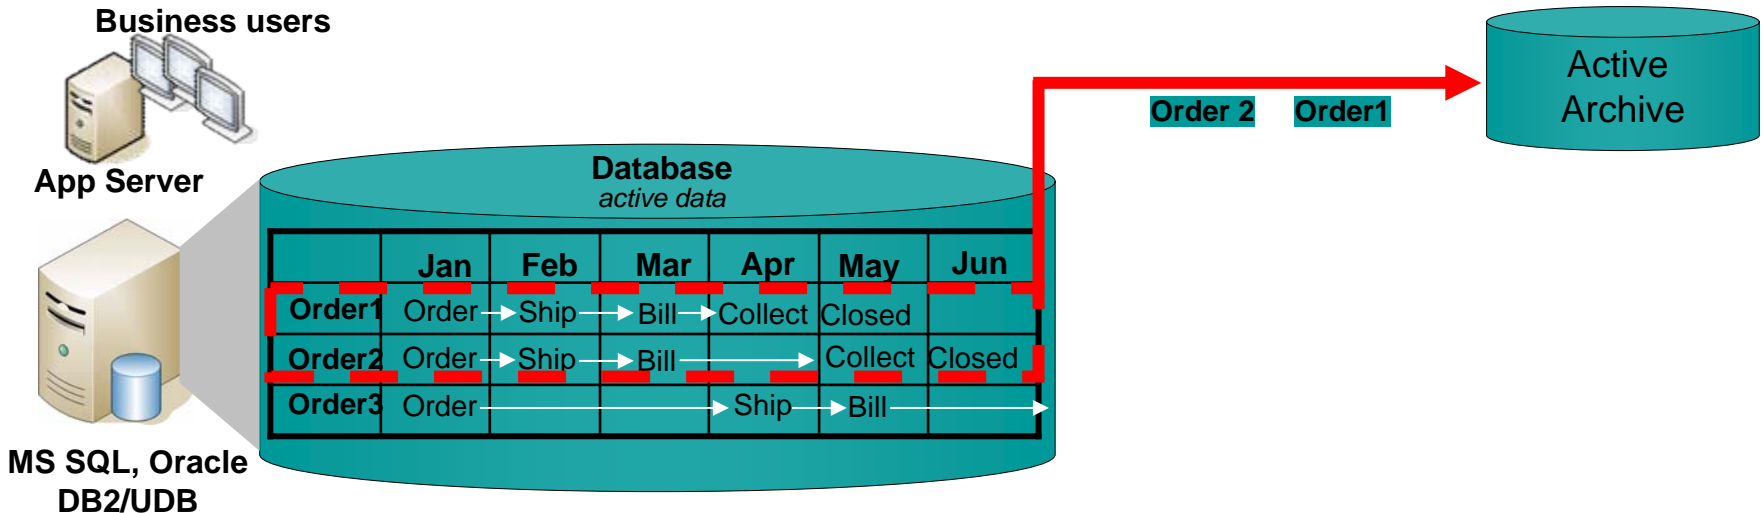 Business users
App Server
MS SQL, Oracle
DB2/UDB
Database
active data
Jan Feb Mar Apr May Jun
Order1 Order Ship Bill Collect Closed
Order2 Order Ship Bill Collect Closed
Order3 Order Ship Bill
Order 2 Order1
Active
Archive